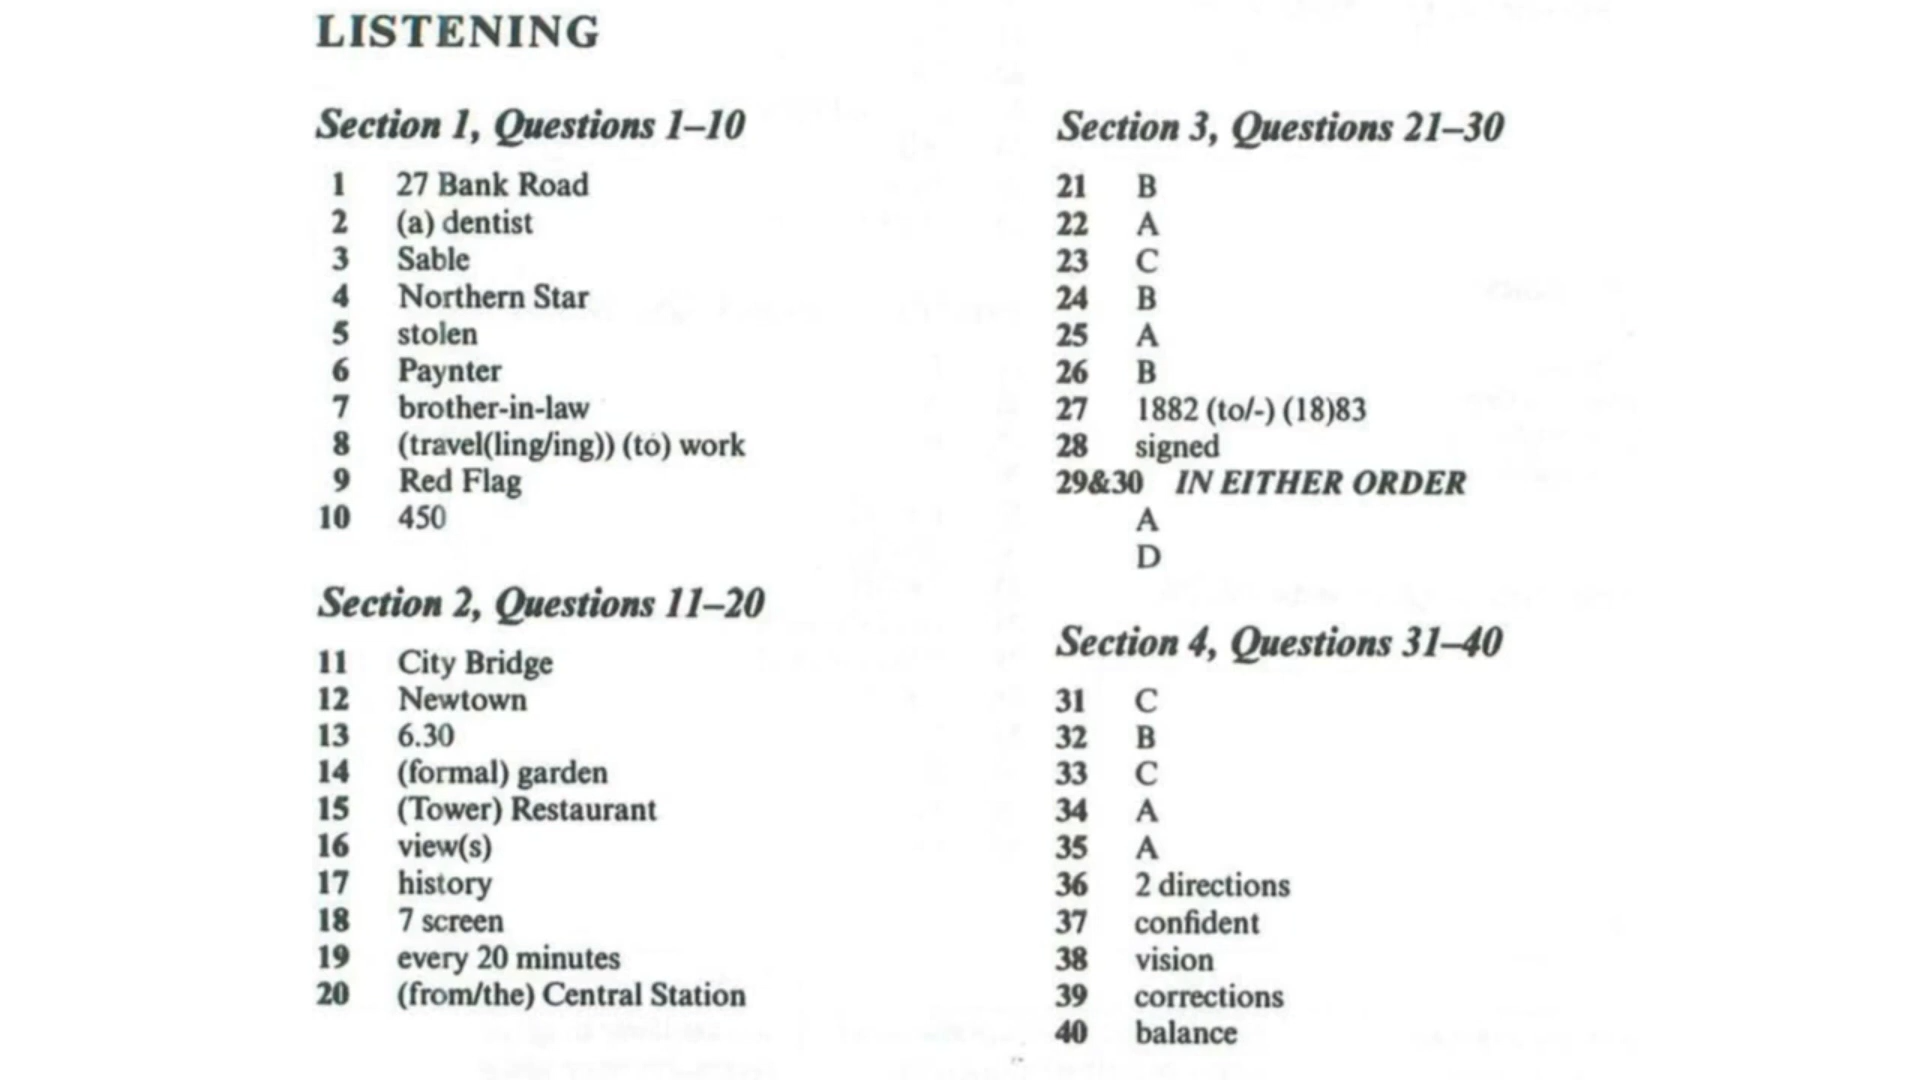 LISTENING
Section 1, Questions 1–10
1 27 Bank Road
2 (a) dentist
3 Sable
4 Northern Star
5 stolen
6 Paynter
7 brother-in-law
8 (travel(ling/ing)) (to) work
9 Red Flag
10 450
Section 2, Questions 11–20
11 City Bridge
12 Newtown
13 6.30
14 (formal) garden
15 (Tower) Restaurant
16 view(s)
17 history
18 7 screen
19 every 20 minutes
20 (from/the) Central Station
Section 3, Questions 21–30
21 B
22 A
23 C
24 B
25 A
26 B
27 1882 (to/-) (18)83
28 signed
29&30 IN EITHER ORDER
A
D
Section 4, Questions 31–40
31 C
32 B
33 C
34 A
35 A
36 2 directions
37 confident
38 vision
39 corrections
40 balance